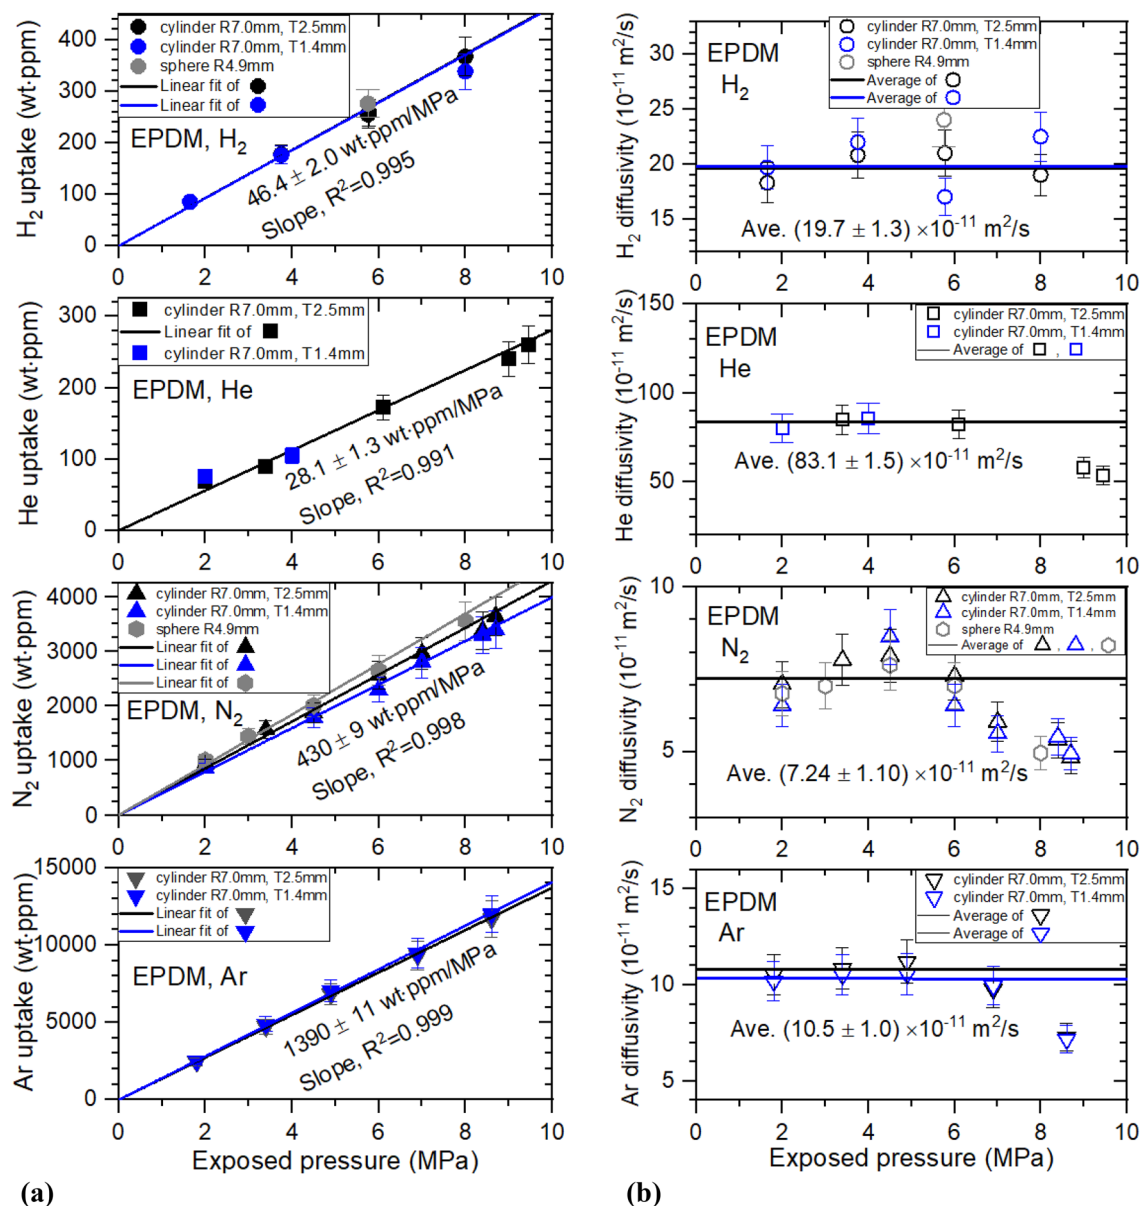 H2 uptake (wt·ppm)
400
300
200
100
0
cylinder R7.0mm, T2.5mm
cylinder R7.0mm, T1.4mm
sphere R4.9mm
Linear fit of
Linear fit of
EPDM, H2
46.4 ± 2.0 wt·ppm/MPa
Slope, R²=0.995
0 2 4 6 8 10
He uptake (wt·ppm)
300
200
100
0
cylinder R7.0mm, T2.5mm
Linear fit of
cylinder R7.0mm, T1.4mm
EPDM, He
28.1 ± 1.3 wt·ppm/MPa
Slope, R²=0.991
0 2 4 6 8 10
N2 uptake (wt·ppm)
4000
3000
2000
1000
0
cylinder R7.0mm, T2.5mm
cylinder R7.0mm, T1.4mm
sphere R4.9mm
Linear fit of
Linear fit of
Linear fit of
EPDM, N2
430 ± 9 wt·ppm/MPa
Slope, R²=0.998
0 2 4 6 8 10
Ar uptake (wt·ppm)
15000
10000
5000
0
cylinder R7.0mm, T2.5mm
cylinder R7.0mm, T1.4mm
Linear fit of
Linear fit of
EPDM, Ar
1390 ± 11 wt·ppm/MPa
Slope, R²=0.999
0 2 4 6 8 10
Exposed pressure (MPa)
(a)
H2 diffusivity (10-11 m²/s)
30
25
20
15
EPDM
H2
cylinder R7.0mm, T2.5mm
cylinder R7.0mm, T1.4mm
sphere R4.9mm
Average of
Average of
Ave. (19.7 ± 1.3) ×10-11 m²/s
0 2 4 6 8 10
He diffusivity (10-11 m²/s)
150
100
50
EPDM
He
cylinder R7.0mm, T2.5mm
cylinder R7.0mm, T1.4mm
Average of ,
Ave. (83.1 ± 1.5) ×10-11 m²/s
0 2 4 6 8 10
N2 diffusivity (10-11 m²/s)
10
5
EPDM
N2
cylinder R7.0mm, T2.5mm
cylinder R7.0mm, T1.4mm
sphere R4.9mm
Average of , ,
Ave. (7.24 ± 1.10) ×10-11 m²/s
0 2 4 6 8 10
Ar diffusivity (10-11 m²/s)
15
10
5
EPDM
Ar
cylinder R7.0mm, T2.5mm
cylinder R7.0mm, T1.4mm
Average of
Average of
Ave. (10.5 ± 1.0) ×10-11 m²/s
0 2 4 6 8 10
Exposed pressure (MPa)
(b)